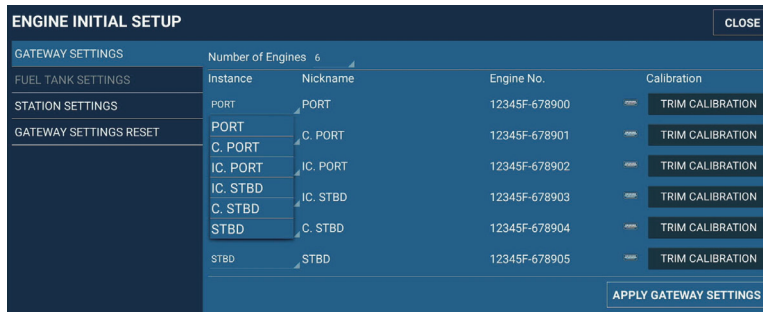 ENGINE INITIAL SETUP
CLOSE
GATEWAY SETTINGS
FUEL TANK SETTINGS
STATION SETTINGS
GATEWAY SETTINGS RESET
Number of Engines 6
Instance Nickname Engine No. Calibration
PORT PORT 12345F-678900 TRIM CALIBRATION
PORT
C. PORT
IC. PORT
IC. STBD
C. STBD
STBD
C. PORT 12345F-678901 TRIM CALIBRATION
IC. PORT 12345F-678902 TRIM CALIBRATION
IC. STBD 12345F-678903 TRIM CALIBRATION
C. STBD 12345F-678904 TRIM CALIBRATION
STBD STBD 12345F-678905 TRIM CALIBRATION
APPLY GATEWAY SETTINGS